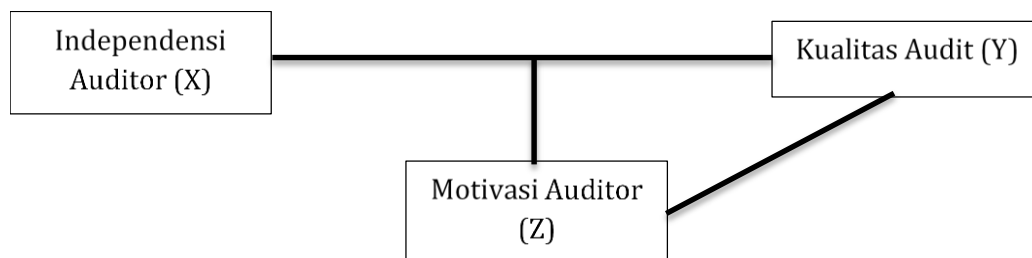 Independensi
Auditor (X)
Kualitas Audit (Y)
Motivasi Auditor
(Z)